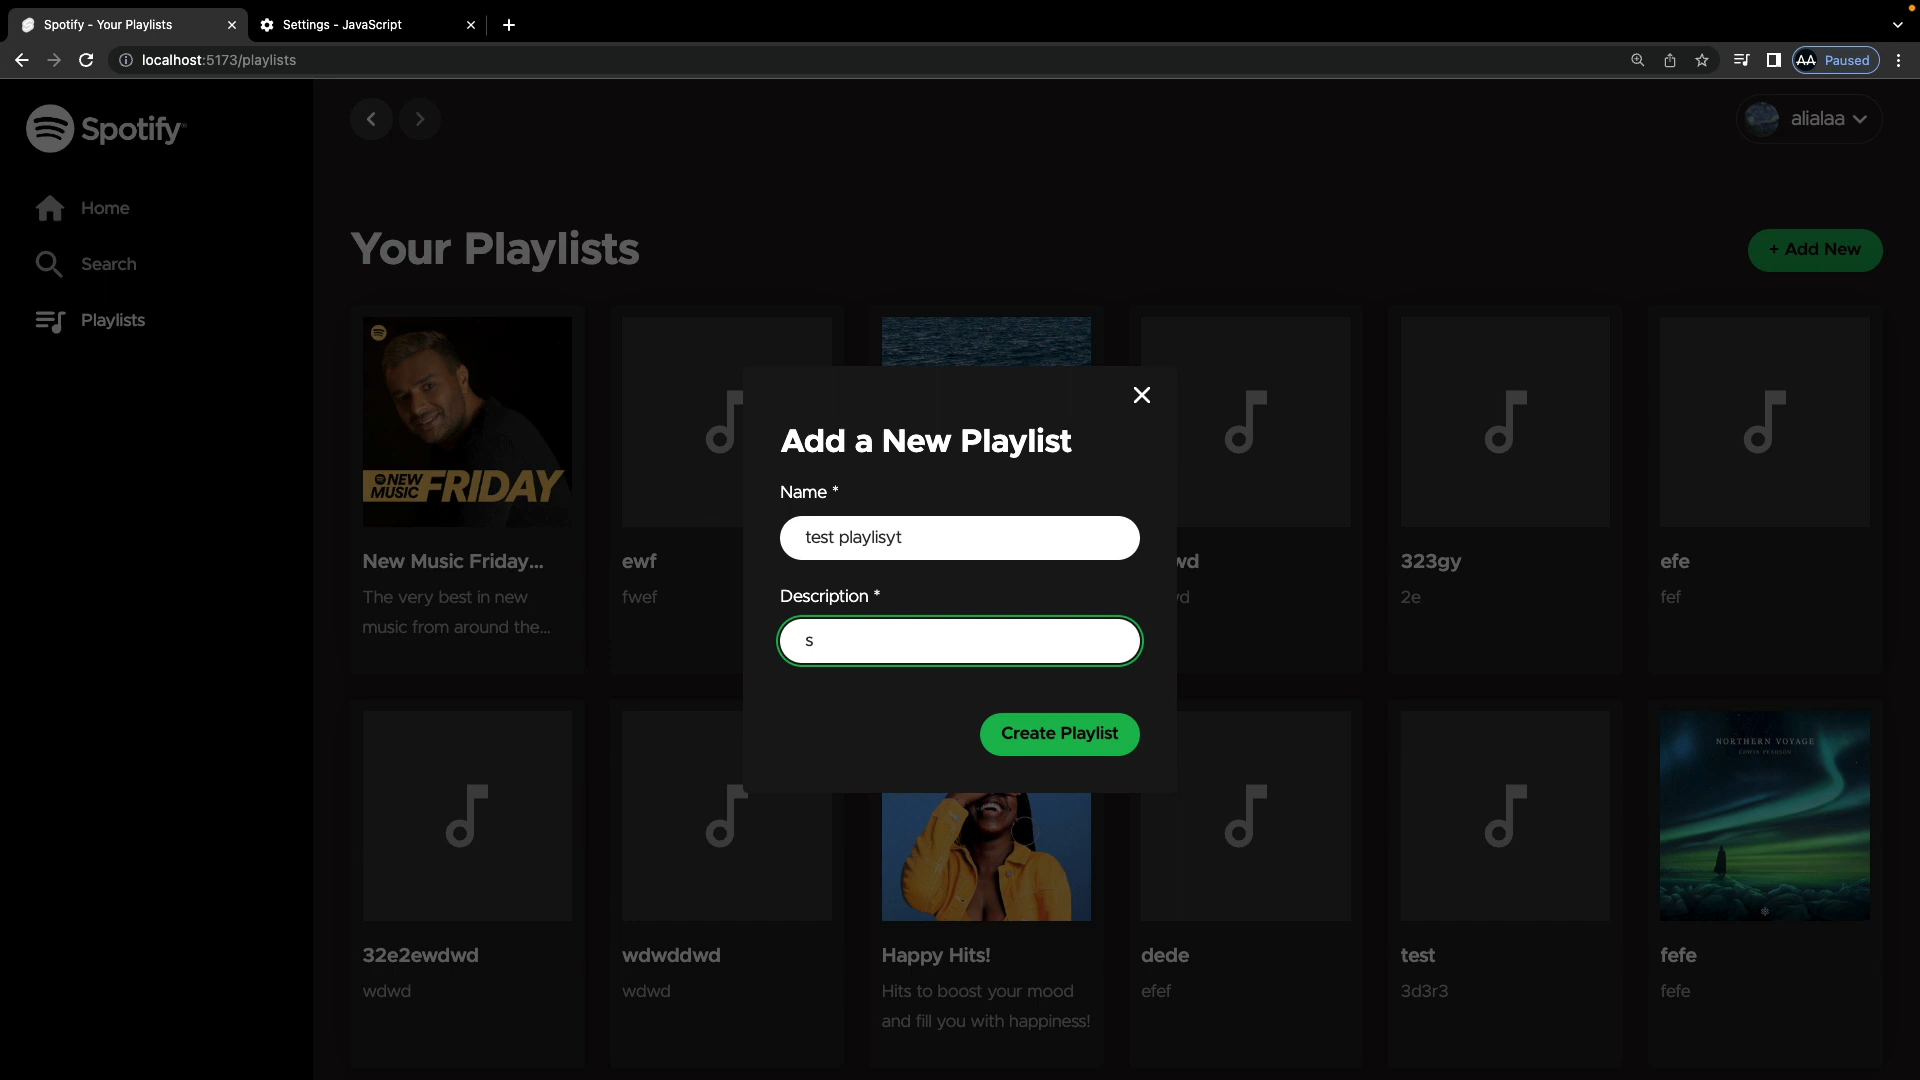 Spotify - Your Playlists
Settings - JavaScript
localhost:5173/playlists
AA Paused
Spotify
alialaa
Home
Search
Playlists
Your Playlists
+ Add New
NEW MUSIC FRIDAY
New Music Friday...
The very best in new
music from around the...
ewf
fwef
wd
d
323gy
2e
efe
fef
Add a New Playlist
Name *
test playlisyt
Description *
s
Create Playlist
NORTHERN VOYAGE
32e2ewdwd
wdwd
wdwddwd
wdwd
Happy Hits!
Hits to boost your mood
and fill you with happiness!
dede
efef
test
3d3r3
fefe
fefe